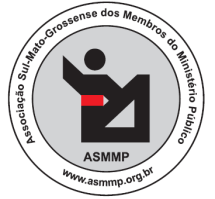 Associação Sul-Mato-Grossense dos Membros do Ministério Público
ASMMP
www.asmmp.org.br